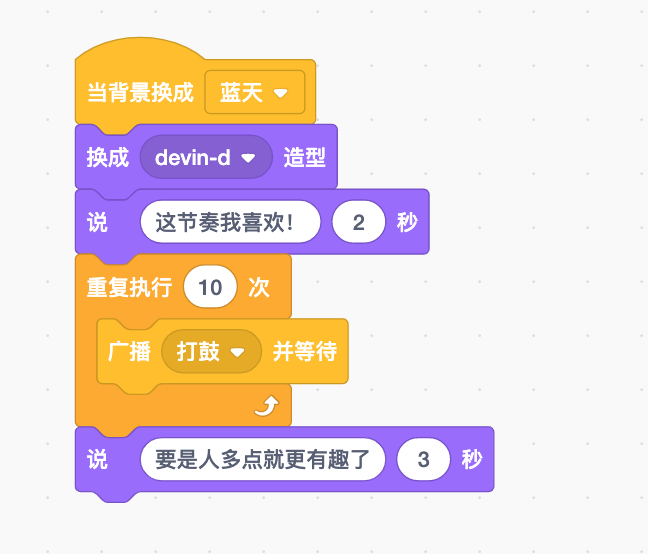 当背景换成 蓝天
换成 devin-d 造型
说 这节奏我喜欢！ 2 秒
重复执行 10 次
广播 打鼓 并等待
说 要是人多点就更有趣了 3 秒